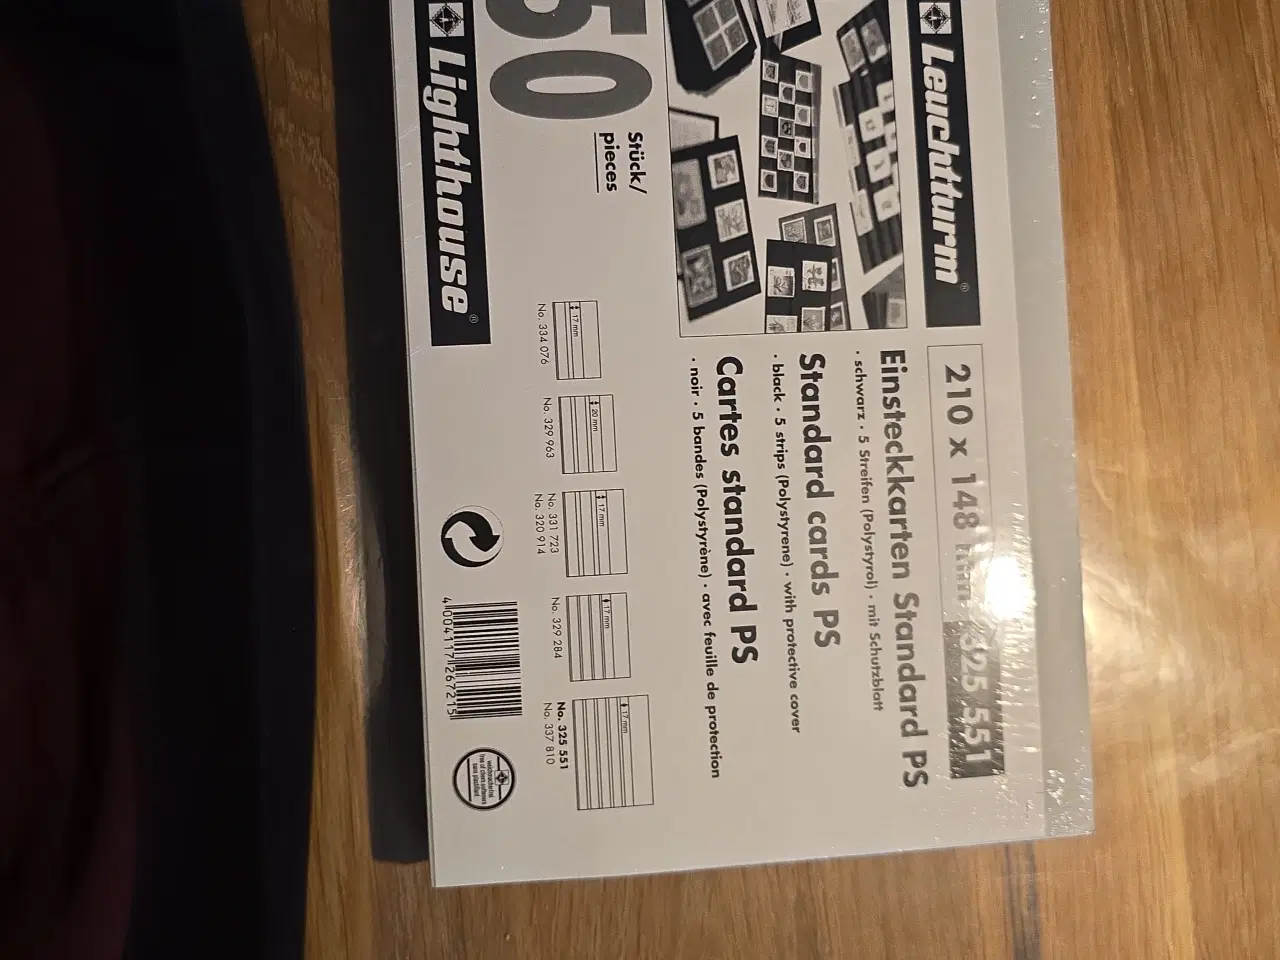 Leuchtturm®
210 x 148 mm 325 551
Einsteckkarten Standard PS
· schwarz · 5 Streifen (Polystyrol) · mit Schutzblatt
Standard cards PS
· black · 5 strips (Polystyrene) · with protective cover
Cartes standard PS
· noir · 5 bandes (Polystyrène) · avec feuille de protection
50
Stück/
pieces
17 mm
No. 334 076
20 mm
No. 329 963
17 mm
No. 331 723
No. 320 914
17 mm
No. 329 284
17 mm
No. 325 551
No. 337 810
Lighthouse®
4 004117 267215